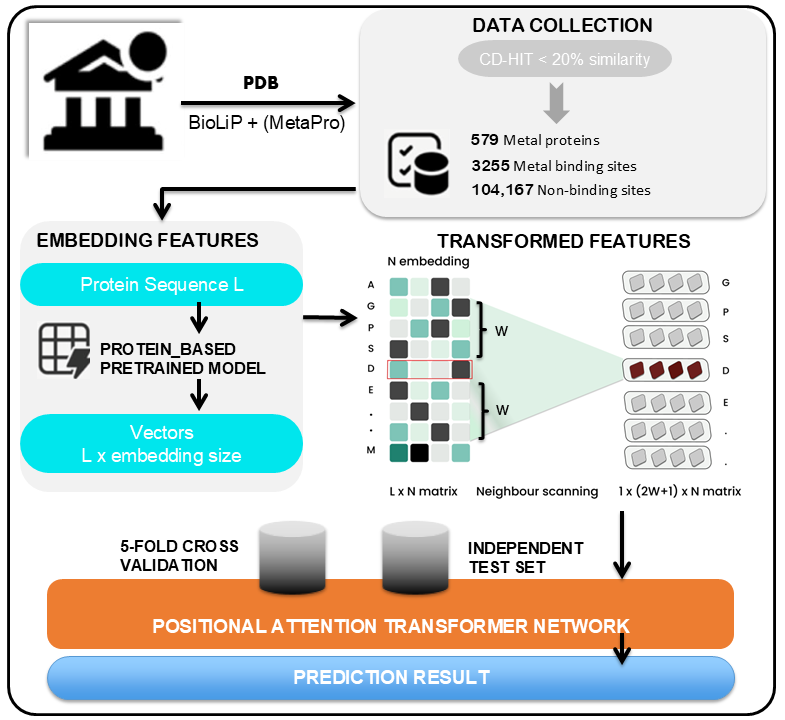 DATA COLLECTION
CD-HIT < 20% similarity
PDB
BioLiP + (MetaPro)
579 Metal proteins
3255 Metal binding sites
104,167 Non-binding sites
EMBEDDING FEATURES
Protein Sequence L
PROTEIN_BASED
PRETRAINED MODEL
Vectors
L x embedding size
TRANSFORMED FEATURES
N embedding
A
G
P
S
D
E
.
.
M
W
W
G
P
S
D
E
.
.
L x N matrix
Neighbour scanning
1 x (2W+1) x N matrix
5-FOLD CROSS
VALIDATION
INDEPENDENT
TEST SET
POSITIONAL ATTENTION TRANSFORMER NETWORK
PREDICTION RESULT